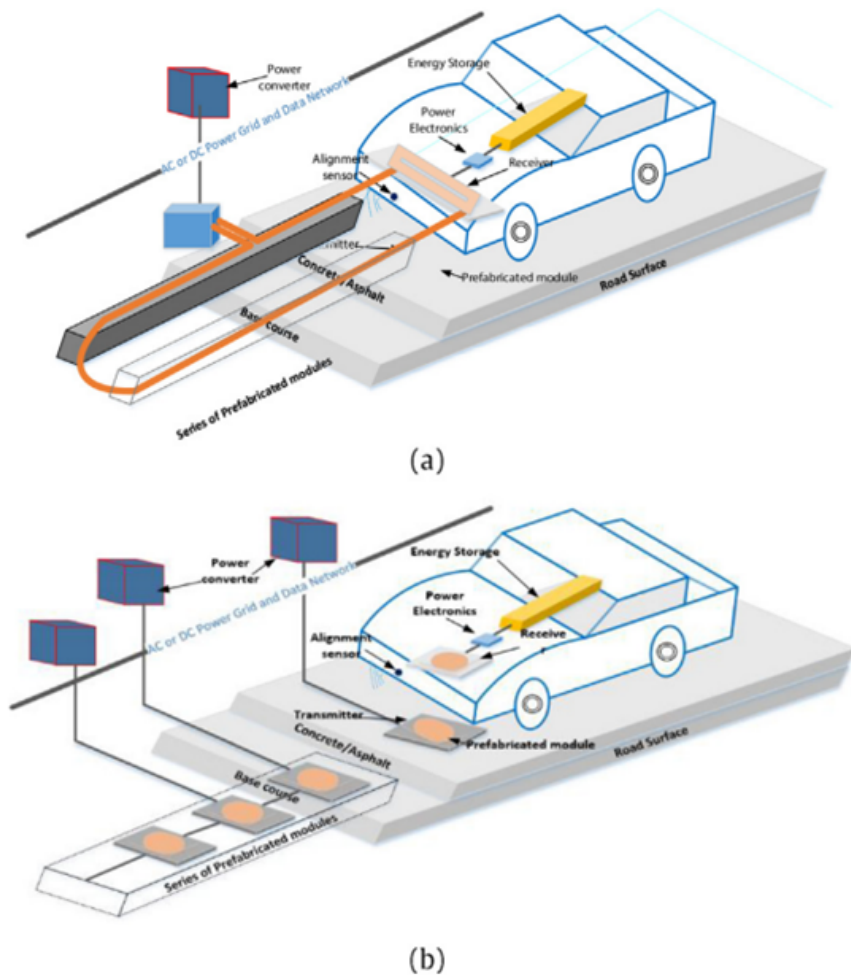 Power
converter
Energy Storage
AC or DC Power Grid and Data Network
Power
Electronics
Alignment
sensor
Receiver
mitter
Concrete/Asphalt
Prefabricated module
Road Surface
Base course
Series of Prefabricated modules
(a)
Power
converter
Energy Storage
AC or DC Power Grid and Data Network
Power
Electronics
Receive
r
Alignment
sensor
Transmitter
Concrete/Asphalt
Prefabricated module
Road Surface
Base course
Series of Prefabricated modules
(b)